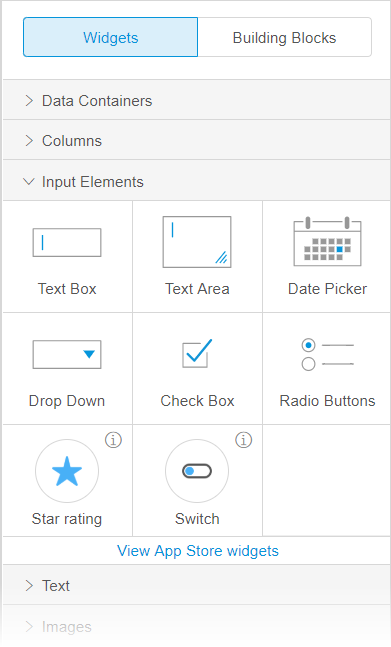 Widgets Building Blocks
Data Containers
Columns
Input Elements
Text Box Text Area Date Picker
Drop Down Check Box Radio Buttons
Star rating Switch
View App Store widgets
Text
Images